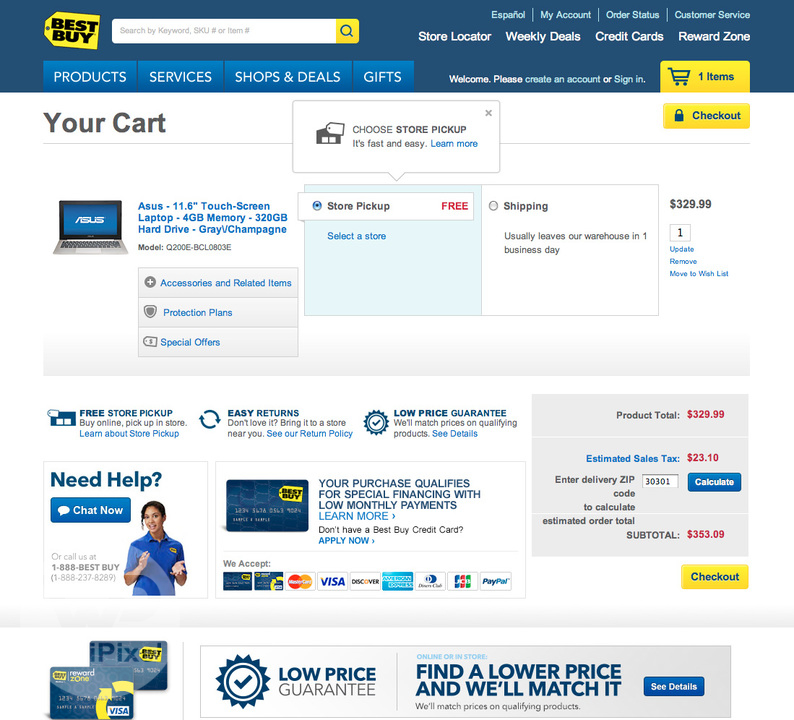 BEST BUY
Search by Keyword, SKU # or Item #
Español
My Account
Order Status
Customer Service
Store Locator
Weekly Deals
Credit Cards
Reward Zone
PRODUCTS
SERVICES
SHOPS & DEALS
GIFTS
Welcome. Please create an account or Sign in.
1 Items
Your Cart
CHOOSE STORE PICKUP
It's fast and easy. Learn more
Checkout
ASUS
Asus - 11.6" Touch-Screen
Laptop - 4GB Memory - 320GB
Hard Drive - Gray\/Champagne
Model: Q200E-BCL0803E
Accessories and Related Items
Protection Plans
Special Offers
Store Pickup
FREE
Select a store
Shipping
Usually leaves our warehouse in 1
business day
$329.99
1
Update
Remove
Move to Wish List
FREE STORE PICKUP
Buy online, pick up in store.
Learn about Store Pickup
EASY RETURNS
Don't love it? Bring it to a store
near you. See our Return Policy
LOW PRICE GUARANTEE
We'll match prices on qualifying
products. See Details
Product Total: $329.99
Estimated Sales Tax: $23.10
Enter delivery ZIP
code
to calculate
estimated order total
30301
Calculate
SUBTOTAL: $353.09
Checkout
Need Help?
Chat Now
Or call us at
1-888-BEST BUY
(1-888-237-8289)
BEST BUY
YOUR PURCHASE QUALIFIES
FOR SPECIAL FINANCING WITH
LOW MONTHLY PAYMENTS
LEARN MORE ›
Don't have a Best Buy Credit Card?
APPLY NOW ›
We Accept:
MasterCard
VISA
DISCOVER
AMERICAN EXPRESS
Diners Club
JCB
PayPal
iPixel
BEST BUY
reward zone
VISA
LOW PRICE
GUARANTEE
ONLINE OR IN STORE:
FIND A LOWER PRICE
AND WE'LL MATCH IT
We'll match prices on qualifying products.
See Details